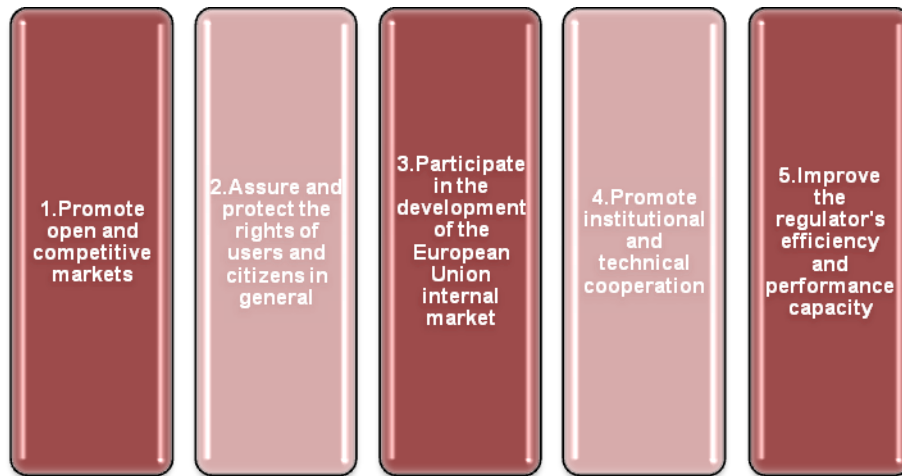 1.Promote
open and
competitive
markets
2.Assure and
protect the
rights of
users and
citizens in
general
3.Participate
in the
development
of the
European
Union
internal
market
4.Promote
institutional
and
technical
cooperation
5.Improve
the
regulator's
efficiency
and
performance
capacity